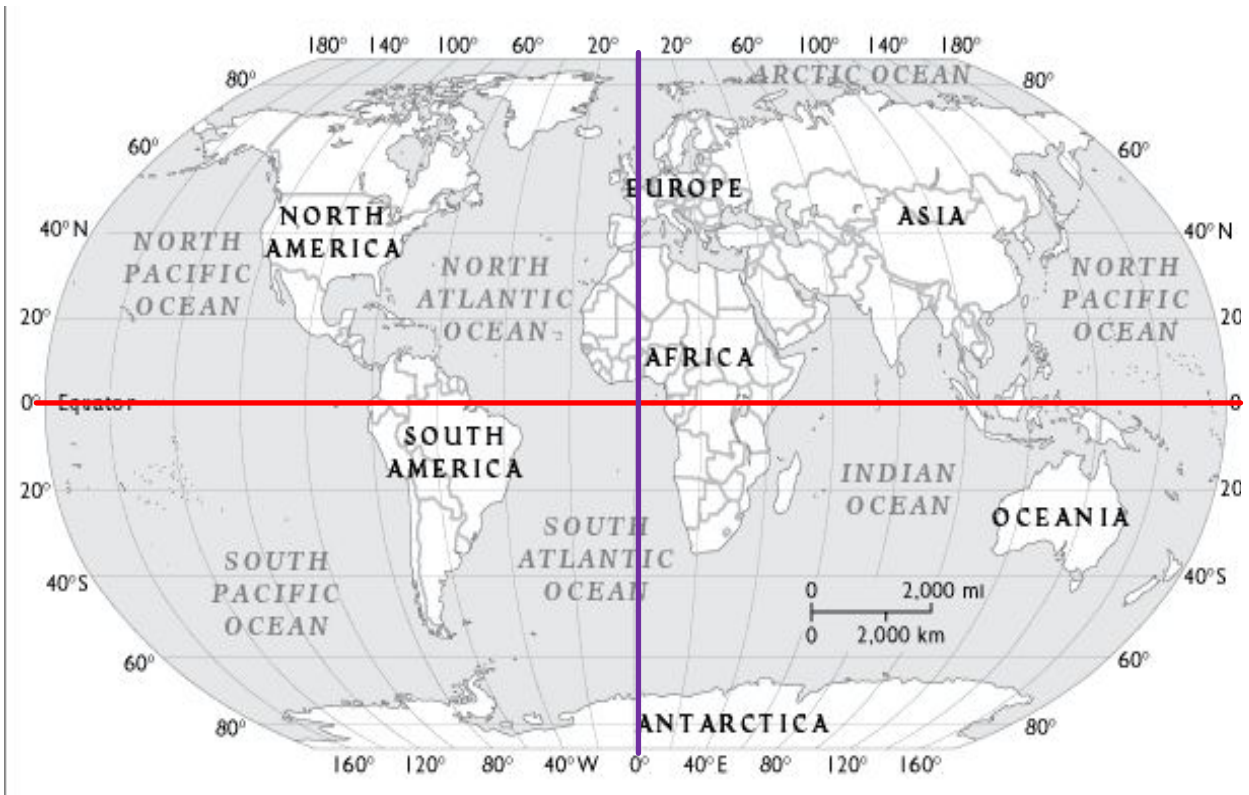 180° 140° 100° 60° 20° 20° 60° 100° 140° 180°
ARCTIC OCEAN
80° 80°
60° 60°
EUROPE
NORTH
AMERICA
ASIA
40° N 40° N
NORTH
PACIFIC
OCEAN
NORTH
ATLANTIC
OCEAN
NORTH
PACIFIC
OCEAN
20° 20
AFRICA
0° Equator 0
SOUTH
AMERICA
INDIAN
OCEAN
20° 20
OCEANIA
SOUTH
ATLANTIC
OCEAN
SOUTH
PACIFIC
OCEAN
40°S 40°S
0 2,000 mi
0 2,000 km
60° 60°
ANTARCTICA
80° 80°
160° 120° 80° 40° W 0° 40° E 80° 120° 160°